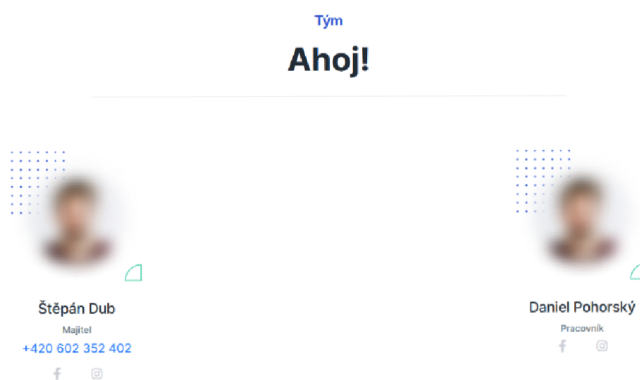 Tým
Ahoj!
Štěpán Dub
Majitel
+420 602 352 402
Daniel Pohorský
Pracovník